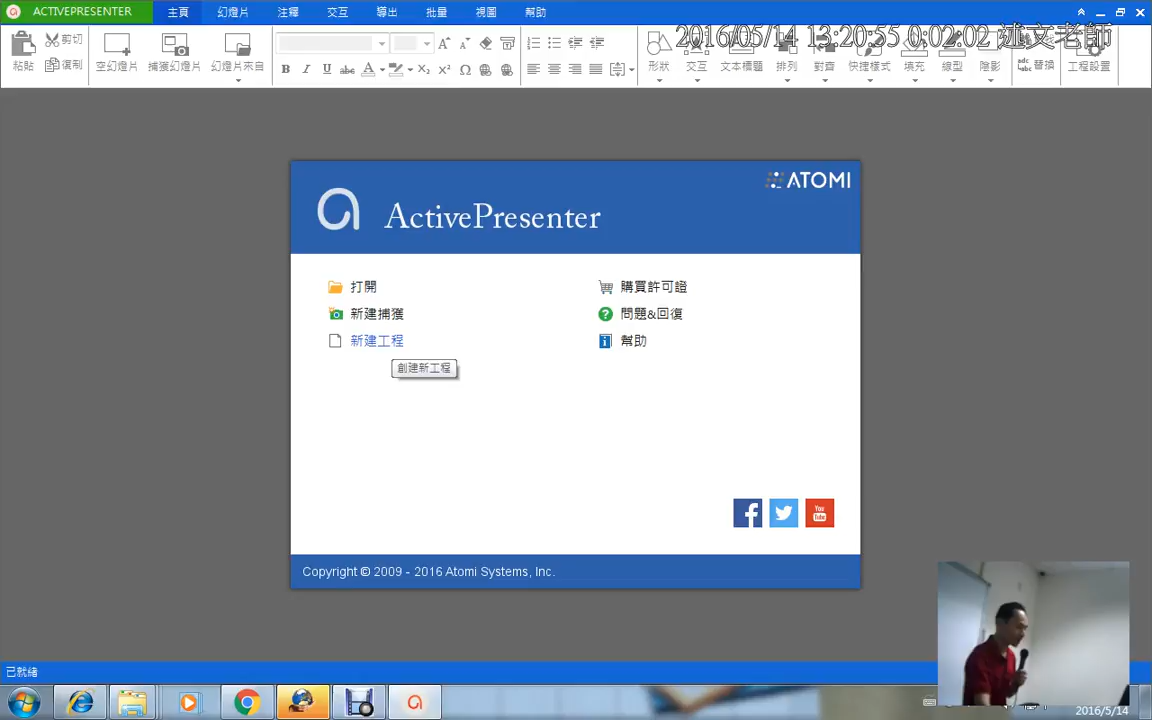 ACTIVEPRESENTER
主頁
幻燈片
注釋
交互
導出
批量
視圖
幫助
2016/05/14 13:20:55 0:02:02 述文老師
粘貼
剪切
復制
空幻燈片
捕獲幻燈片
幻燈片來自
形狀
交互
文本標題
排列
對齊
快捷樣式
填充
線型
陰影
替換
工程設置
ATOMI
ActivePresenter
打開
新建捕獲
新建工程
創建新工程
購買許可證
問題&回復
幫助
You
Tube
Copyright © 2009 - 2016 Atomi Systems, Inc.
已就緒
2016/5/14